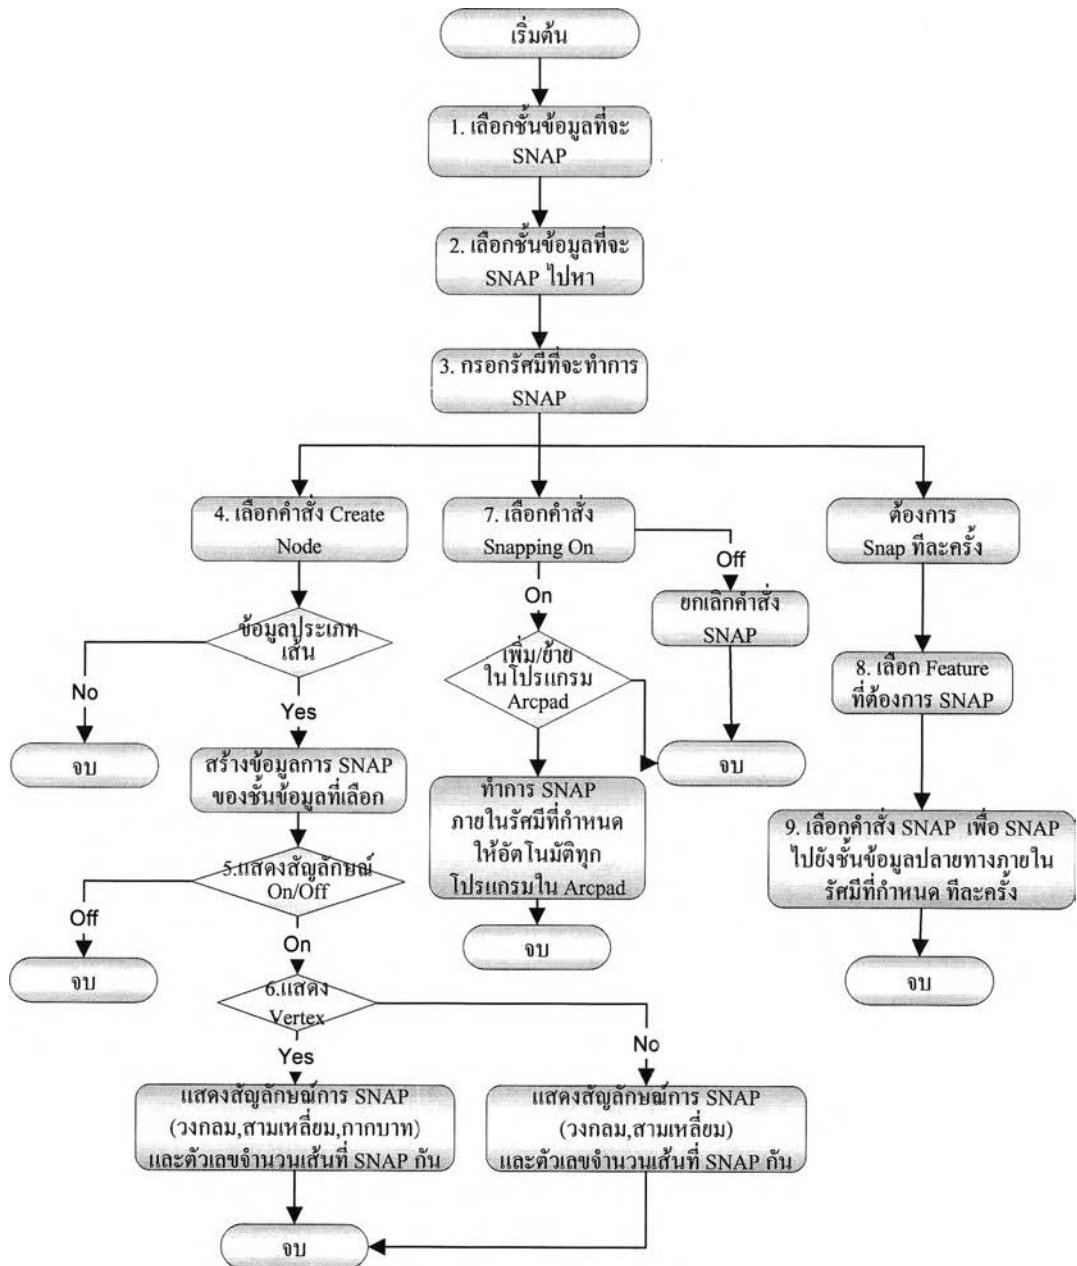 เริ่มต้น
1. เลือกชั้นข้อมูลที่จะ
SNAP
2. เลือกชั้นข้อมูลที่จะ
SNAP ไปหา
3. กรอกรัศมีที่จะทำการ
SNAP
4. เลือกคำสั่ง Create
Node
ข้อมูลประเภท
เส้น
No
จบ
Yes
สร้างข้อมูลการ SNAP
ของชั้นข้อมูลที่เลือก
5.แสดงสัญลักษณ์
On/Off
Off
จบ
On
6.แสดง
Vertex
Yes
แสดงสัญลักษณ์การ SNAP
(วงกลม,สามเหลี่ยม,กากบาท)
และตัวเลขจำนวนเส้นที่ SNAP กัน
No
แสดงสัญลักษณ์การ SNAP
(วงกลม,สามเหลี่ยม)
และตัวเลขจำนวนเส้นที่ SNAP กัน
จบ
7. เลือกคำสั่ง
Snapping On
Off
ยกเลิกคำสั่ง
SNAP
On
เพิ่ม/ย้าย
ในโปรแกรม
Arcpad
จบ
ทำการ SNAP
ภายในรัศมีที่กำหนด
ให้อัตโนมัติทุก
โปรแกรมใน Arcpad
จบ
ต้องการ
Snap ทีละครั้ง
8. เลือก Feature
ที่ต้องการ SNAP
9. เลือกคำสั่ง SNAP เพื่อ SNAP
ไปยังชั้นข้อมูลปลายทางภายใน
รัศมีที่กำหนด ทีละครั้ง
จบ